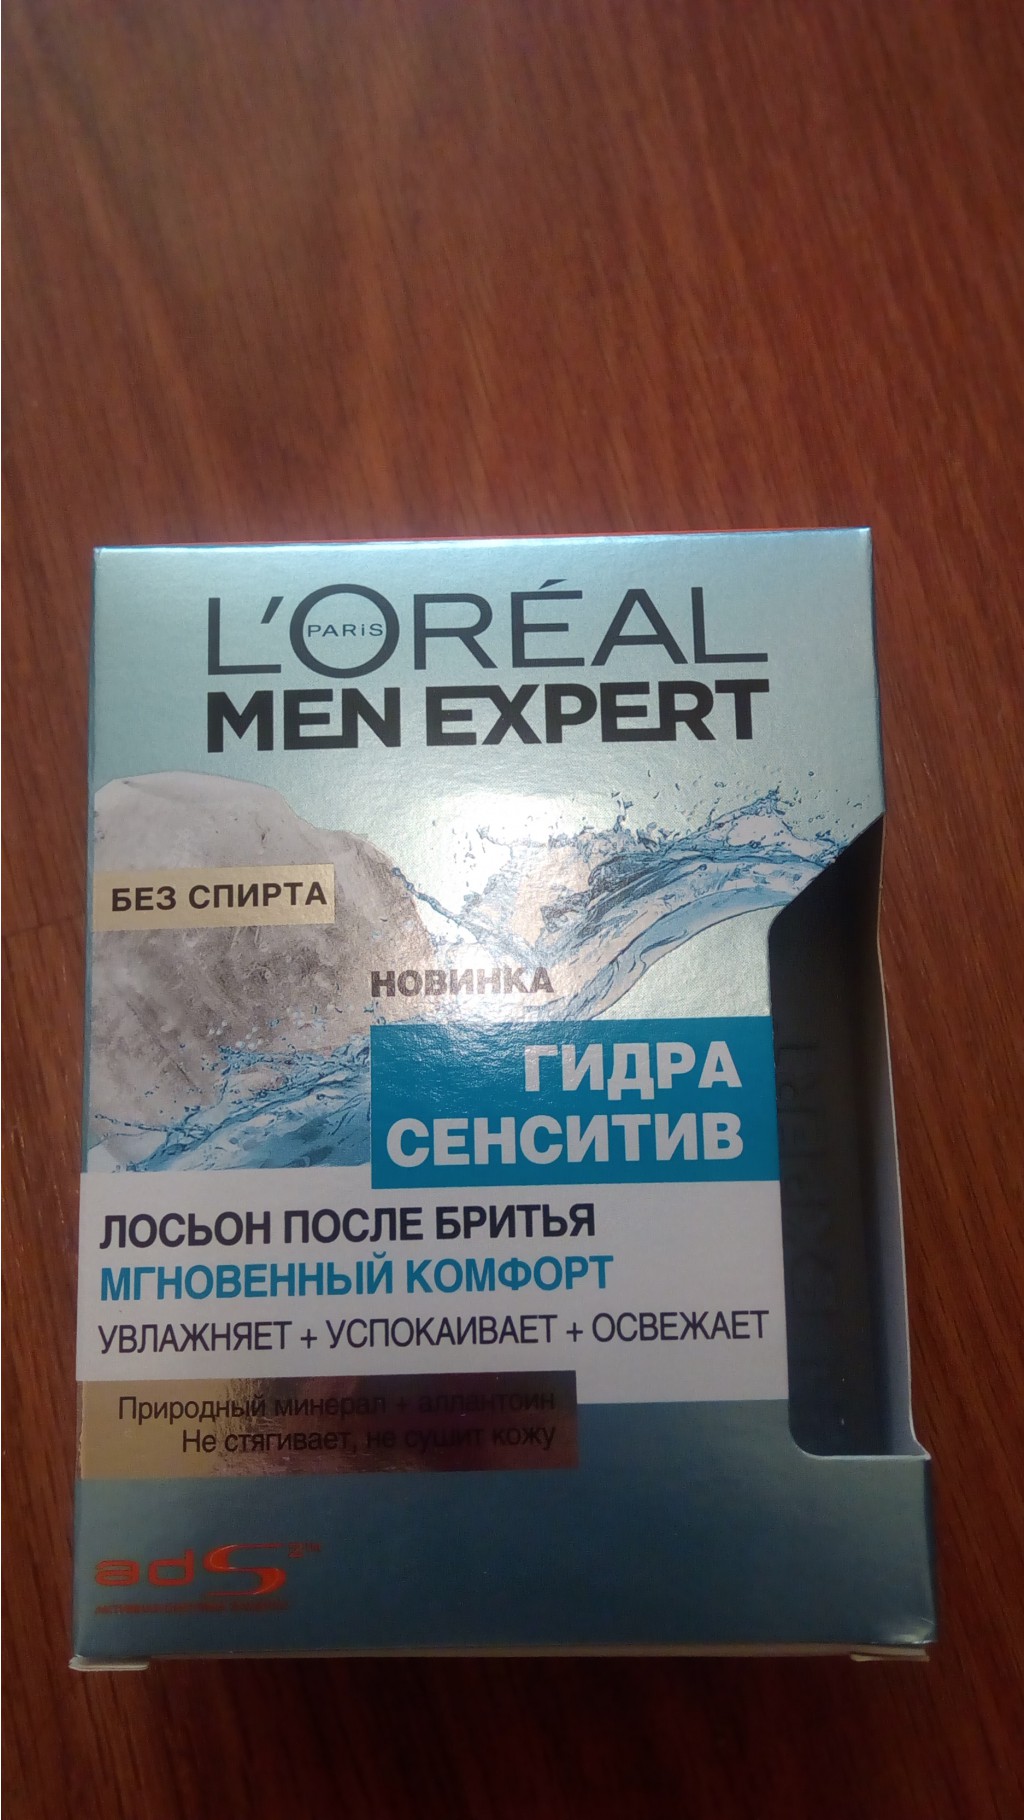 L'ORÉAL
PARIS
MEN EXPERT
БЕЗ СПИРТА
НОВИНКА
ГИДРА
СЕНСИТИВ
ЛОСЬОН ПОСЛЕ БРИТЬЯ
МГНОВЕННЫЙ КОМФОРТ
УВЛАЖНЯЕТ + УСПОКАИВАЕТ + ОСВЕЖАЕТ
Природный минерал + аллантоин
Не стягивает, не сушит кожу
adS